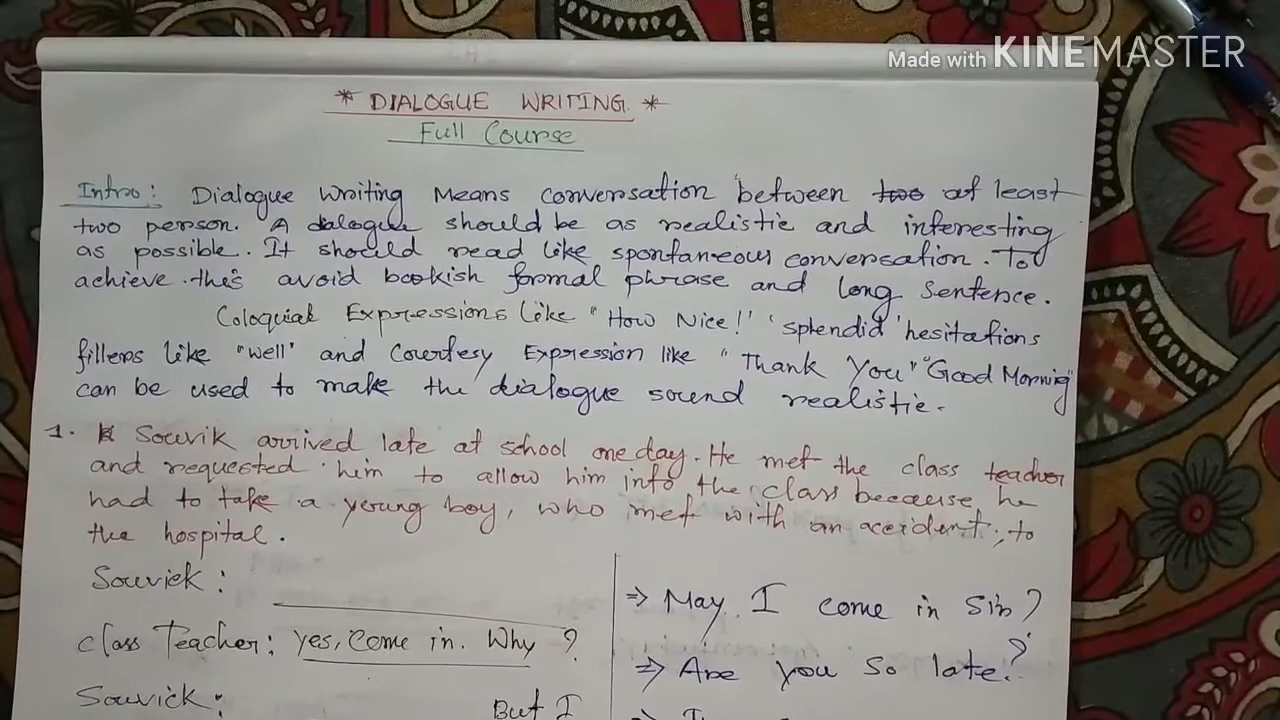 Made with KINEMASTER
* DIALOGUE WRITING *
Full Course
Intro: Dialogue Writing Means conversation between two at least
two person. A dalogue should be as realistic and interesting
as possible. It should read like spontaneous conversation. To
achieve this avoid bookish formal phrase and long sentence.
Coloquial Expressions like "How Nice!' 'splendid' hesitations
fillers like "well" and Courtesy Expression like "Thank You" "Good Morning"
can be used to make the dialogue sound realistic.
1. Souvik arrived late at school one day. He met the class teacher
and requested him to allow him into the class because he
had to take a young boy, who met with an accident, to
the hospital.
Souvick:
⇒ May I come in Sir?
Class Teacher: Yes, come in. Why ?
⇒ Are you so late?
Souvick: But I
⇒ I